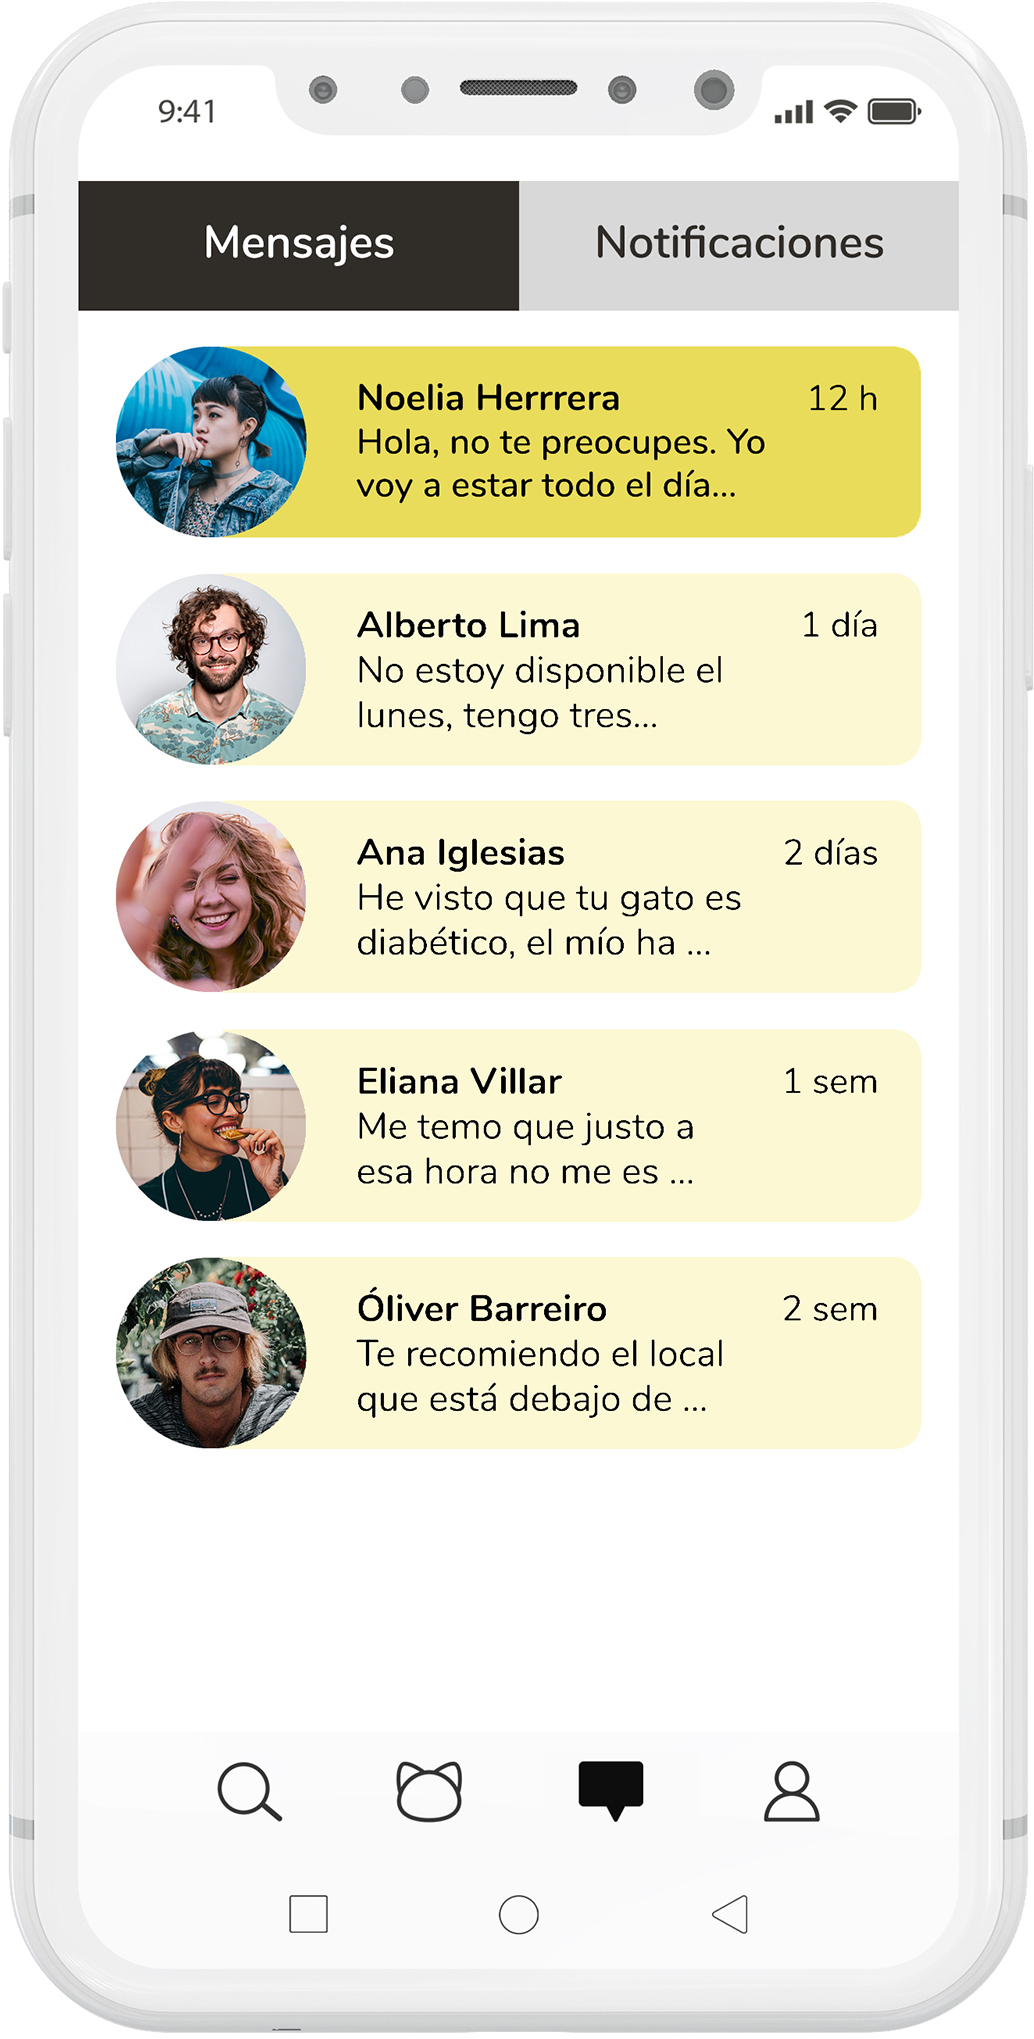 9:41
Mensajes
Notificaciones
Noelia Herrrera
12 h
Hola, no te preocupes. Yo
voy a estar todo el día...
Alberto Lima
1 día
No estoy disponible el
lunes, tengo tres...
Ana Iglesias
2 días
He visto que tu gato es
diabético, el mío ha ...
Eliana Villar
1 sem
Me temo que justo a
esa hora no me es ...
Óliver Barreiro
2 sem
Te recomiendo el local
que está debajo de ...